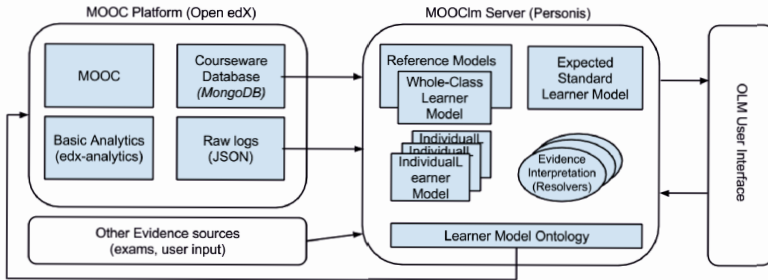 MOOC Platform (Open edX)
MOOClm Server (Personis)
MOOC
Courseware
Database
(MongoDB)
Basic Analytics
(edx-analytics)
Raw logs
(JSON)
Other Evidence sources
(exams, user input)
Reference Models
Whole-Class
Learner
Model
Expected
Standard
Learner Model
IndividualL
IndividualL
IndividualL
earner
Model
Evidence
Interpretation
(Resolvers)
Learner Model Ontology
OLM User Interface